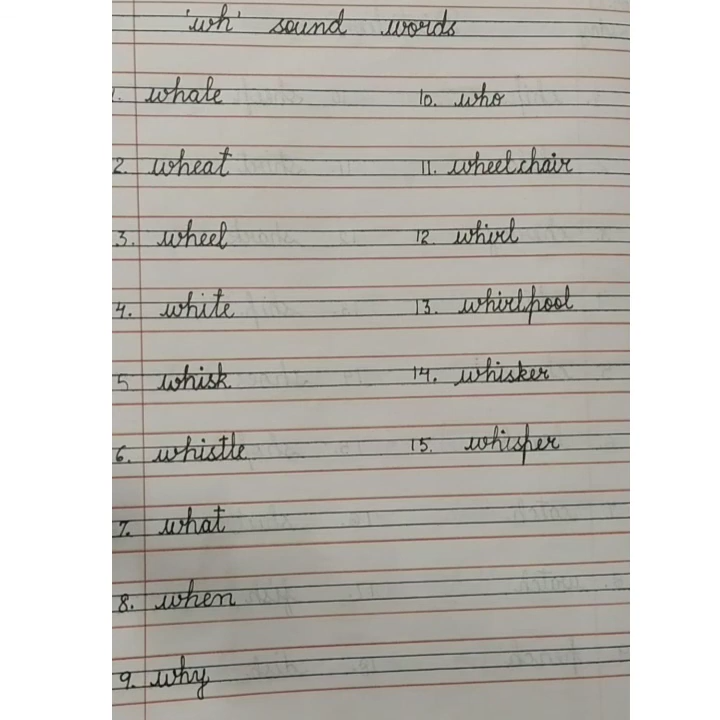 'wh' sound words
1. whale
2. wheat
3. wheel
4. white
5 whisk
6. whistle
7. what
8. when
9. why
10. who
11. wheelchair
12. whirl
13. whirlpool
14. whisker
15. whisper